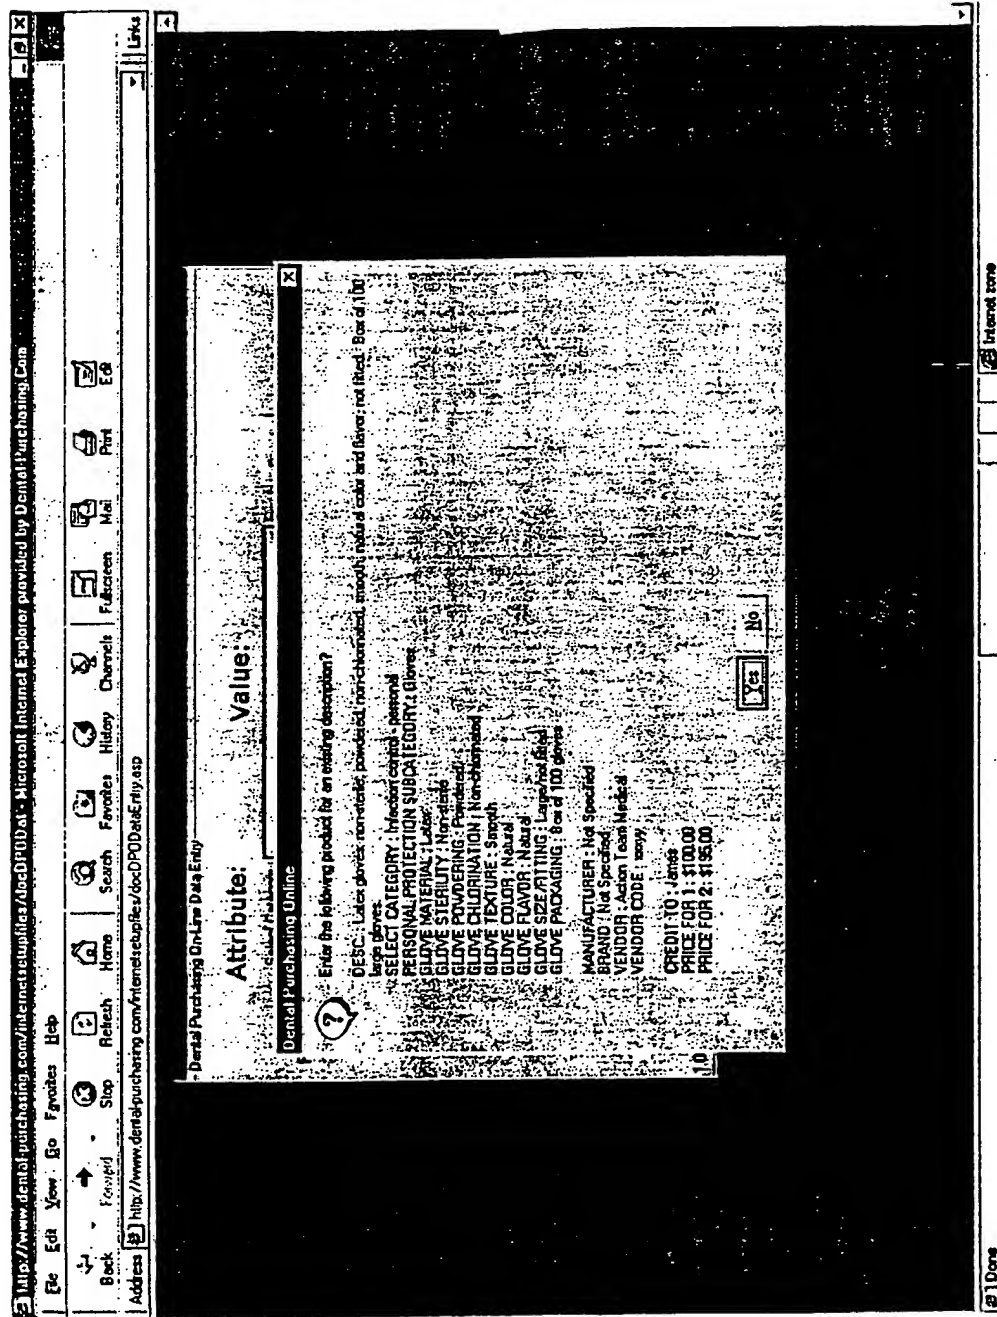 http://www.dental-purchasing.com/internetsetupfiles/docDPODat - Microsoft Internet Explorer provided by Dental-Purchasing.Com
File Edit View Go Favorites Help
Back Forward Stop Refresh Home Search Favorites History Channels Fullscreen Mail Print Edit
Address http://www.dental-purchasing.com/internetsetupfiles/docDPODataEntry.asp Links
Dental Purchasing On-Line Data Entry
Attribute: Value:
Dental Purchasing Online
Enter the following product for an existing description?
DESC.: Latex gloves: non-sterile; powdered, non-chlorinated, smooth; natural color and flavor; not fitted : Box of 100
large gloves.
SELECT CATEGORY : Infection control - personal
PERSONAL PROTECTION SUBCATEGORY : Gloves
GLOVE MATERIAL : Latex
GLOVE STERILITY : Non-sterile
GLOVE POWDERING : Powdered
GLOVE CHLORINATION : Non-chlorinated
GLOVE TEXTURE : Smooth
GLOVE COLOR : Natural
GLOVE FLAVOR : Natural
GLOVE SIZE/FITTING : Large/not fitted
GLOVE PACKAGING : Box of 100 gloves
MANUFACTURER : Not Specified
BRAND : Not Specified
VENDOR : Action Team Medical
VENDOR CODE :
CREDIT TO : James
PRICE FOR 1 : $100.00
PRICE FOR 2 : $195.00
Yes No
Done Internet zone